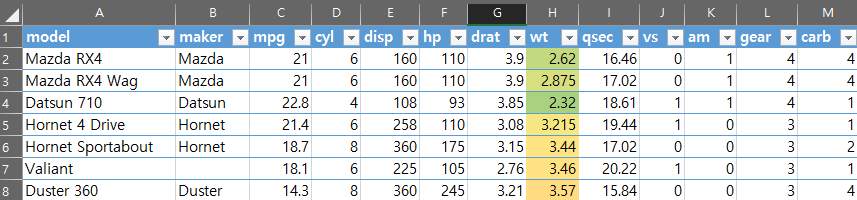 A B C D E F G H I J K L M
1 model maker mpg cyl disp hp drat wt qsec vs am gear carb
2 Mazda RX4 Mazda 21 6 160 110 3.9 2.62 16.46 0 1 4 4
3 Mazda RX4 Wag Mazda 21 6 160 110 3.9 2.875 17.02 0 1 4 4
4 Datsun 710 Datsun 22.8 4 108 93 3.85 2.32 18.61 1 1 4 1
5 Hornet 4 Drive Hornet 21.4 6 258 110 3.08 3.215 19.44 1 0 3 1
6 Hornet Sportabout Hornet 18.7 8 360 175 3.15 3.44 17.02 0 0 3 2
7 Valiant 18.1 6 225 105 2.76 3.46 20.22 1 0 3 1
8 Duster 360 Duster 14.3 8 360 245 3.21 3.57 15.84 0 0 3 4